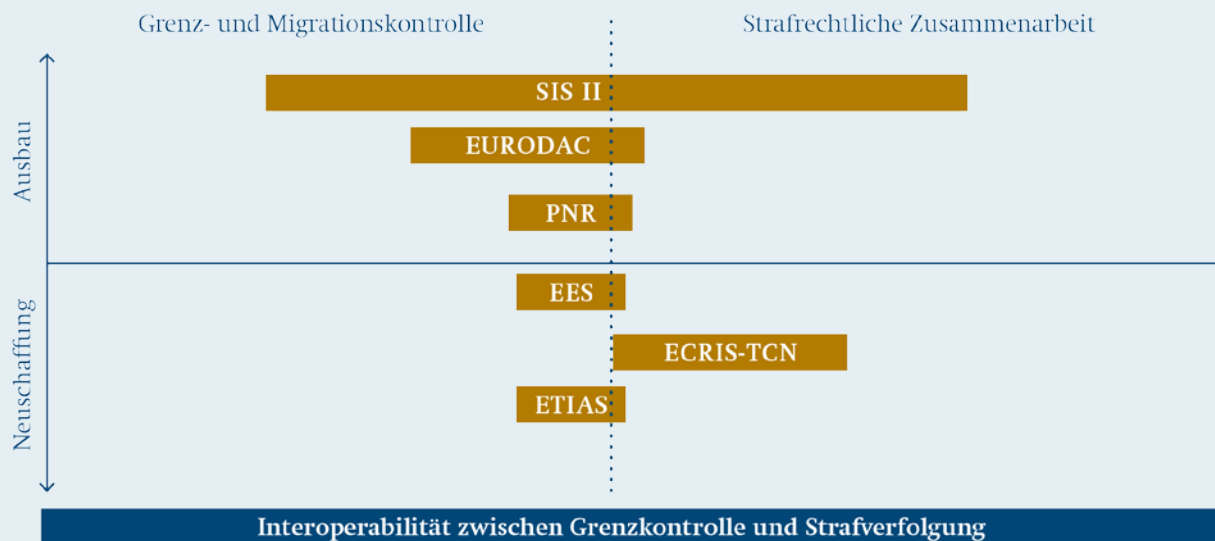 Grenz- und Migrationskontrolle
Strafrechtliche Zusammenarbeit
Ausbau
SIS II
EURODAC
PNR
Neuschaffung
EES
ECRIS-TCN
ETIAS
Interoperabilität zwischen Grenzkontrolle und Strafverfolgung